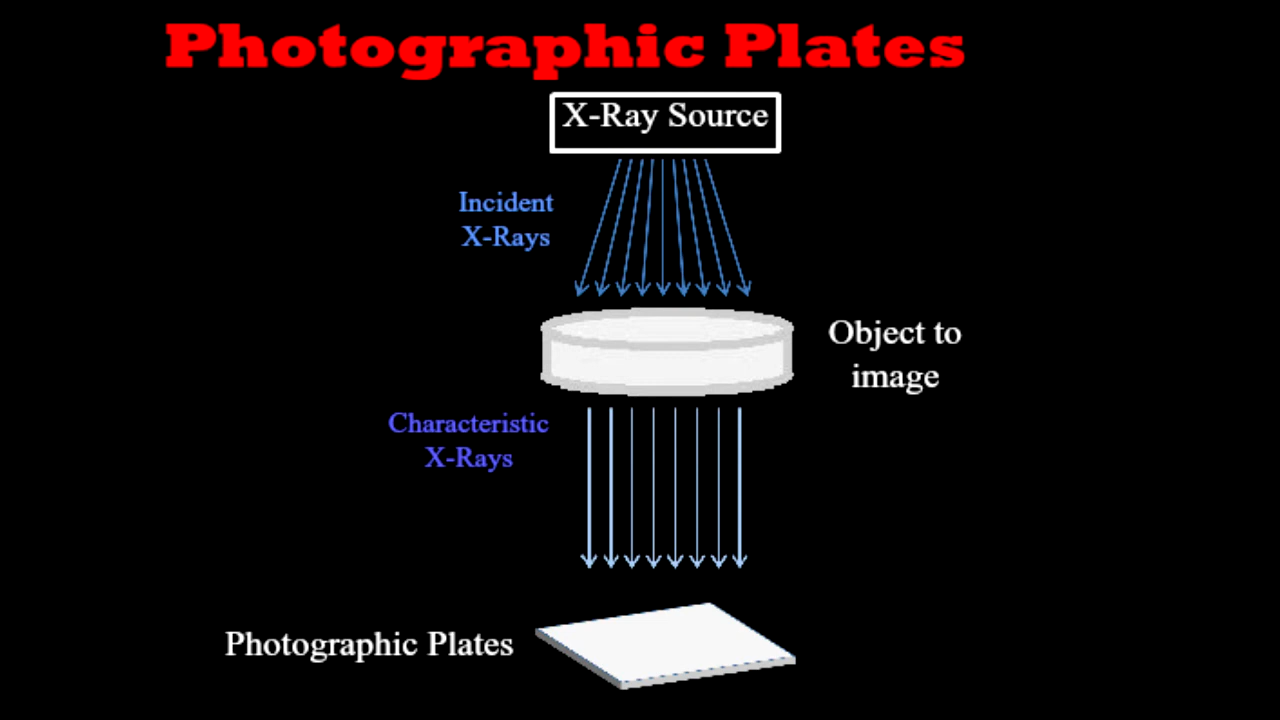 Photographic Plates
X-Ray Source
Incident
X-Rays
Object to
image
Characteristic
X-Rays
Photographic Plates